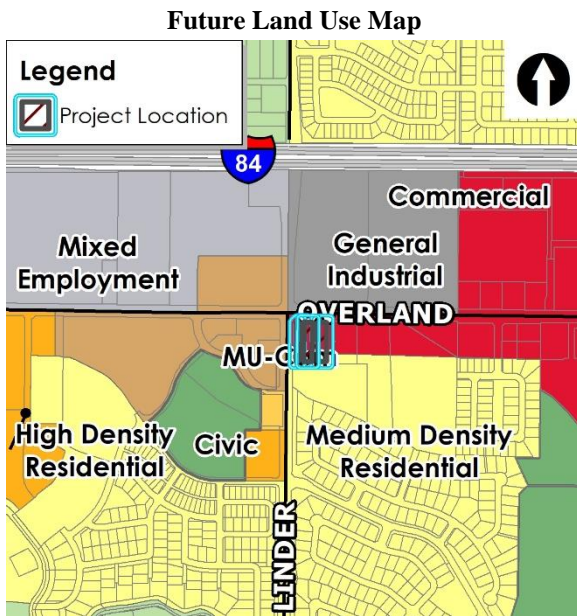 Future Land Use Map
Legend
Project Location
84
Commercial
Mixed
Employment
General
Industrial
OVERLAND
High Density
Residential
Civic
Medium Density
Residential
LINDER